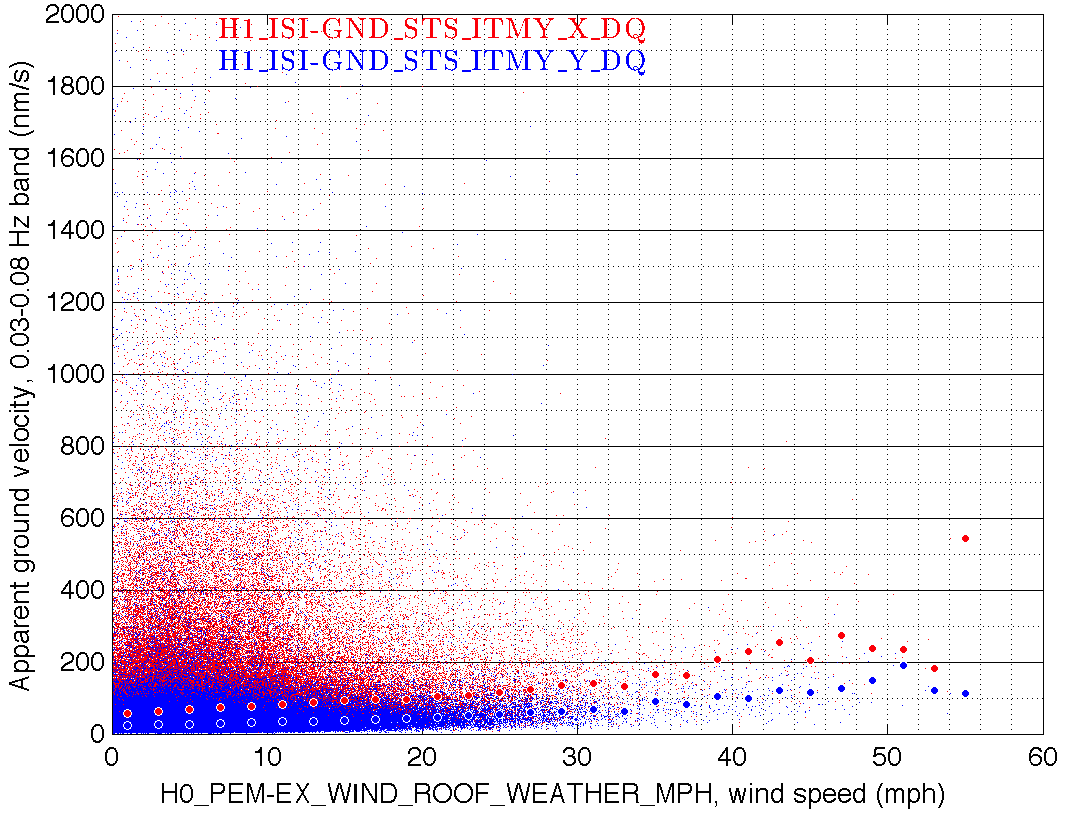 H1_ISI-GND_STS_ITMY_X_DQ
H1_ISI-GND_STS_ITMY_Y_DQ
Apparent ground velocity, 0.03-0.08 Hz band (nm/s)
2000
1800
1600
1400
1200
1000
800
600
400
200
0
0 10 20 30 40 50 60
H0_PEM-EX_WIND_ROOF_WEATHER_MPH, wind speed (mph)